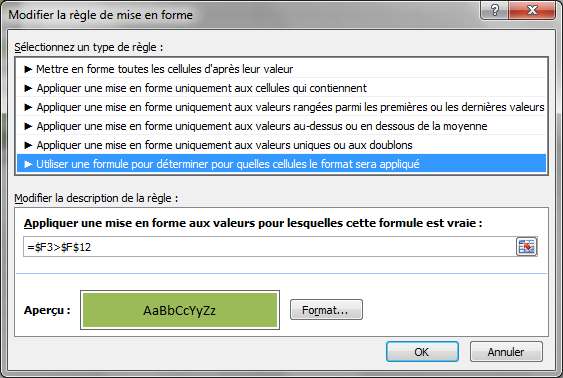 Modifier la règle de mise en forme
Sélectionnez un type de règle :
► Mettre en forme toutes les cellules d'après leur valeur
► Appliquer une mise en forme uniquement aux cellules qui contiennent
► Appliquer une mise en forme uniquement aux valeurs rangées parmi les premières ou les dernières valeurs
► Appliquer une mise en forme uniquement aux valeurs au-dessus ou en dessous de la moyenne
► Appliquer une mise en forme uniquement aux valeurs uniques ou aux doublons
► Utiliser une formule pour déterminer pour quelles cellules le format sera appliqué
Modifier la description de la règle :
Appliquer une mise en forme aux valeurs pour lesquelles cette formule est vraie :
=$F3>$F$12
Aperçu :
AaBbCcYyZz
Format...
OK
Annuler